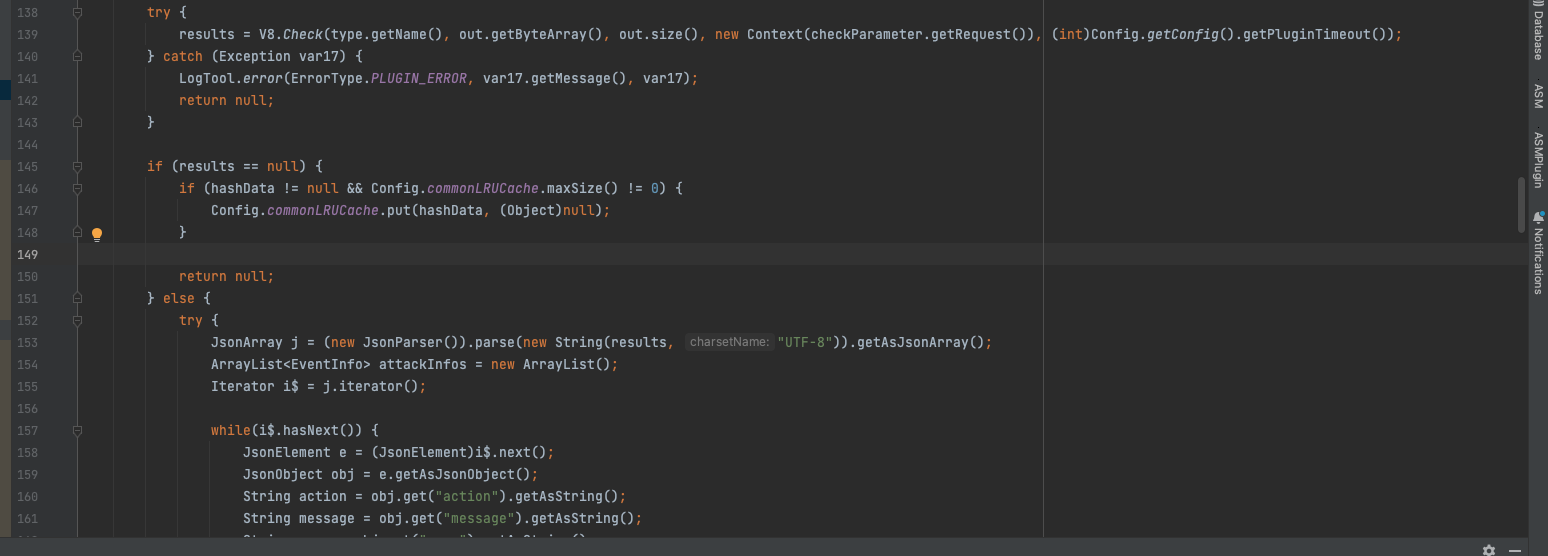 138 try {
139 results = V8.Check(type.getName(), out.getByteArray(), out.size(), new Context(checkParameter.getRequest()), (int)Config.getConfig().getPluginTimeout());
140 } catch (Exception var17) {
141 LogTool.error(ErrorType.PLUGIN_ERROR, var17.getMessage(), var17);
142 return null;
143 }
144
145 if (results == null) {
146 if (hashData != null && Config.commonLRUCache.maxSize() != 0) {
147 Config.commonLRUCache.put(hashData, (Object)null);
148 }
149
150 return null;
151 } else {
152 try {
153 JsonArray j = (new JsonParser()).parse(new String(results, charsetName: "UTF-8")).getAsJsonArray();
154 ArrayList<EventInfo> attackInfos = new ArrayList();
155 Iterator i$ = j.iterator();
156
157 while(i$.hasNext()) {
158 JsonElement e = (JsonElement)i$.next();
159 JsonObject obj = e.getAsJsonObject();
160 String action = obj.get("action").getAsString();
161 String message = obj.get("message").getAsString();
Database
ASM
ASMPlugin
Notifications